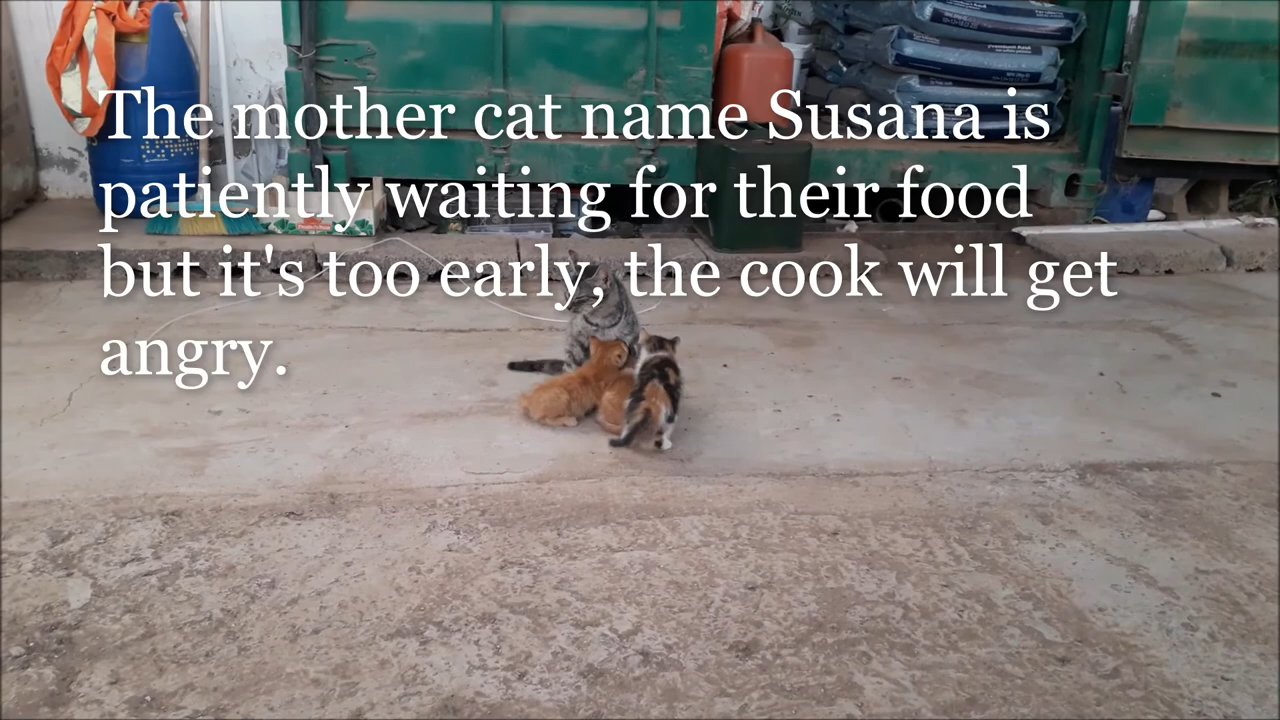 The mother cat name Susana is
patiently waiting for their food
but it's too early, the cook will get
angry.